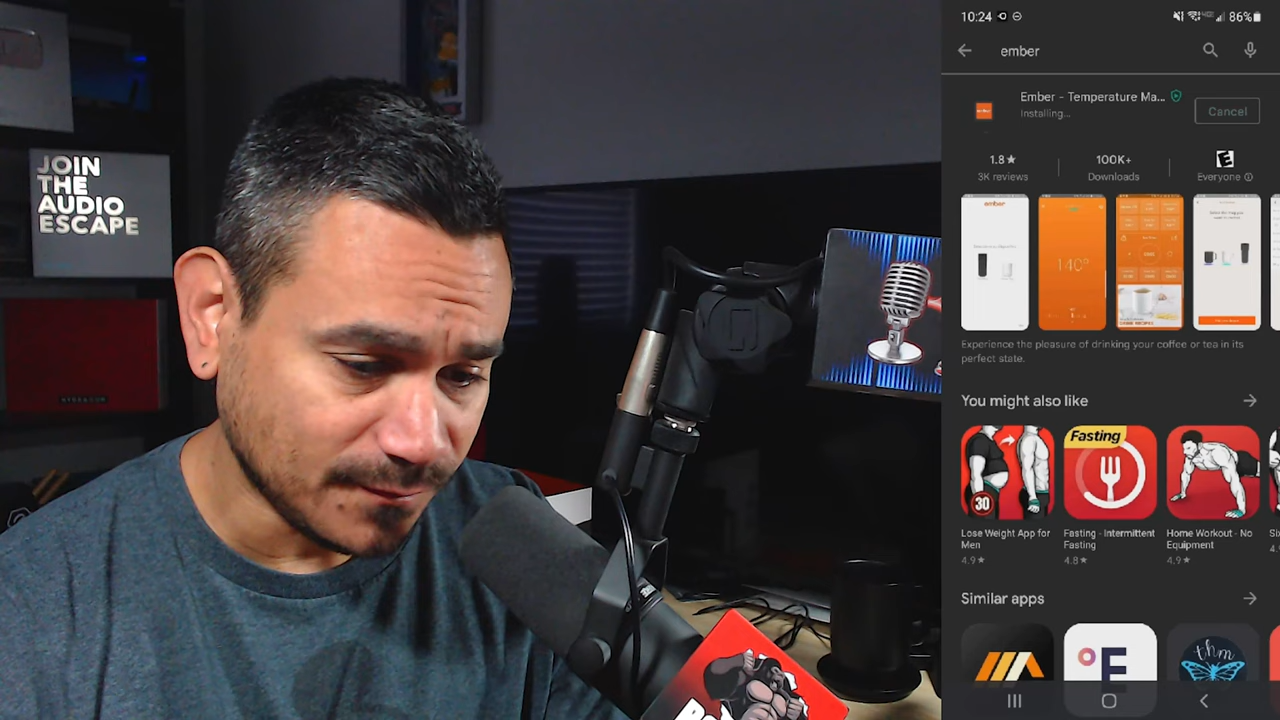 JOIN
THE
AUDIO
ESCAPE
10:24
86%
ember
Ember - Temperature Ma...
Installing...
Cancel
1.8★
3K reviews
100K+
Downloads
E
Everyone
ember
140°
Experience the pleasure of drinking your coffee or tea in its
perfect state.
You might also like
30
Fasting
Lose Weight App for
Men
4.9★
Fasting - Intermittent
Fasting
4.8★
Home Workout - No
Equipment
4.9★
Similar apps
E
thm